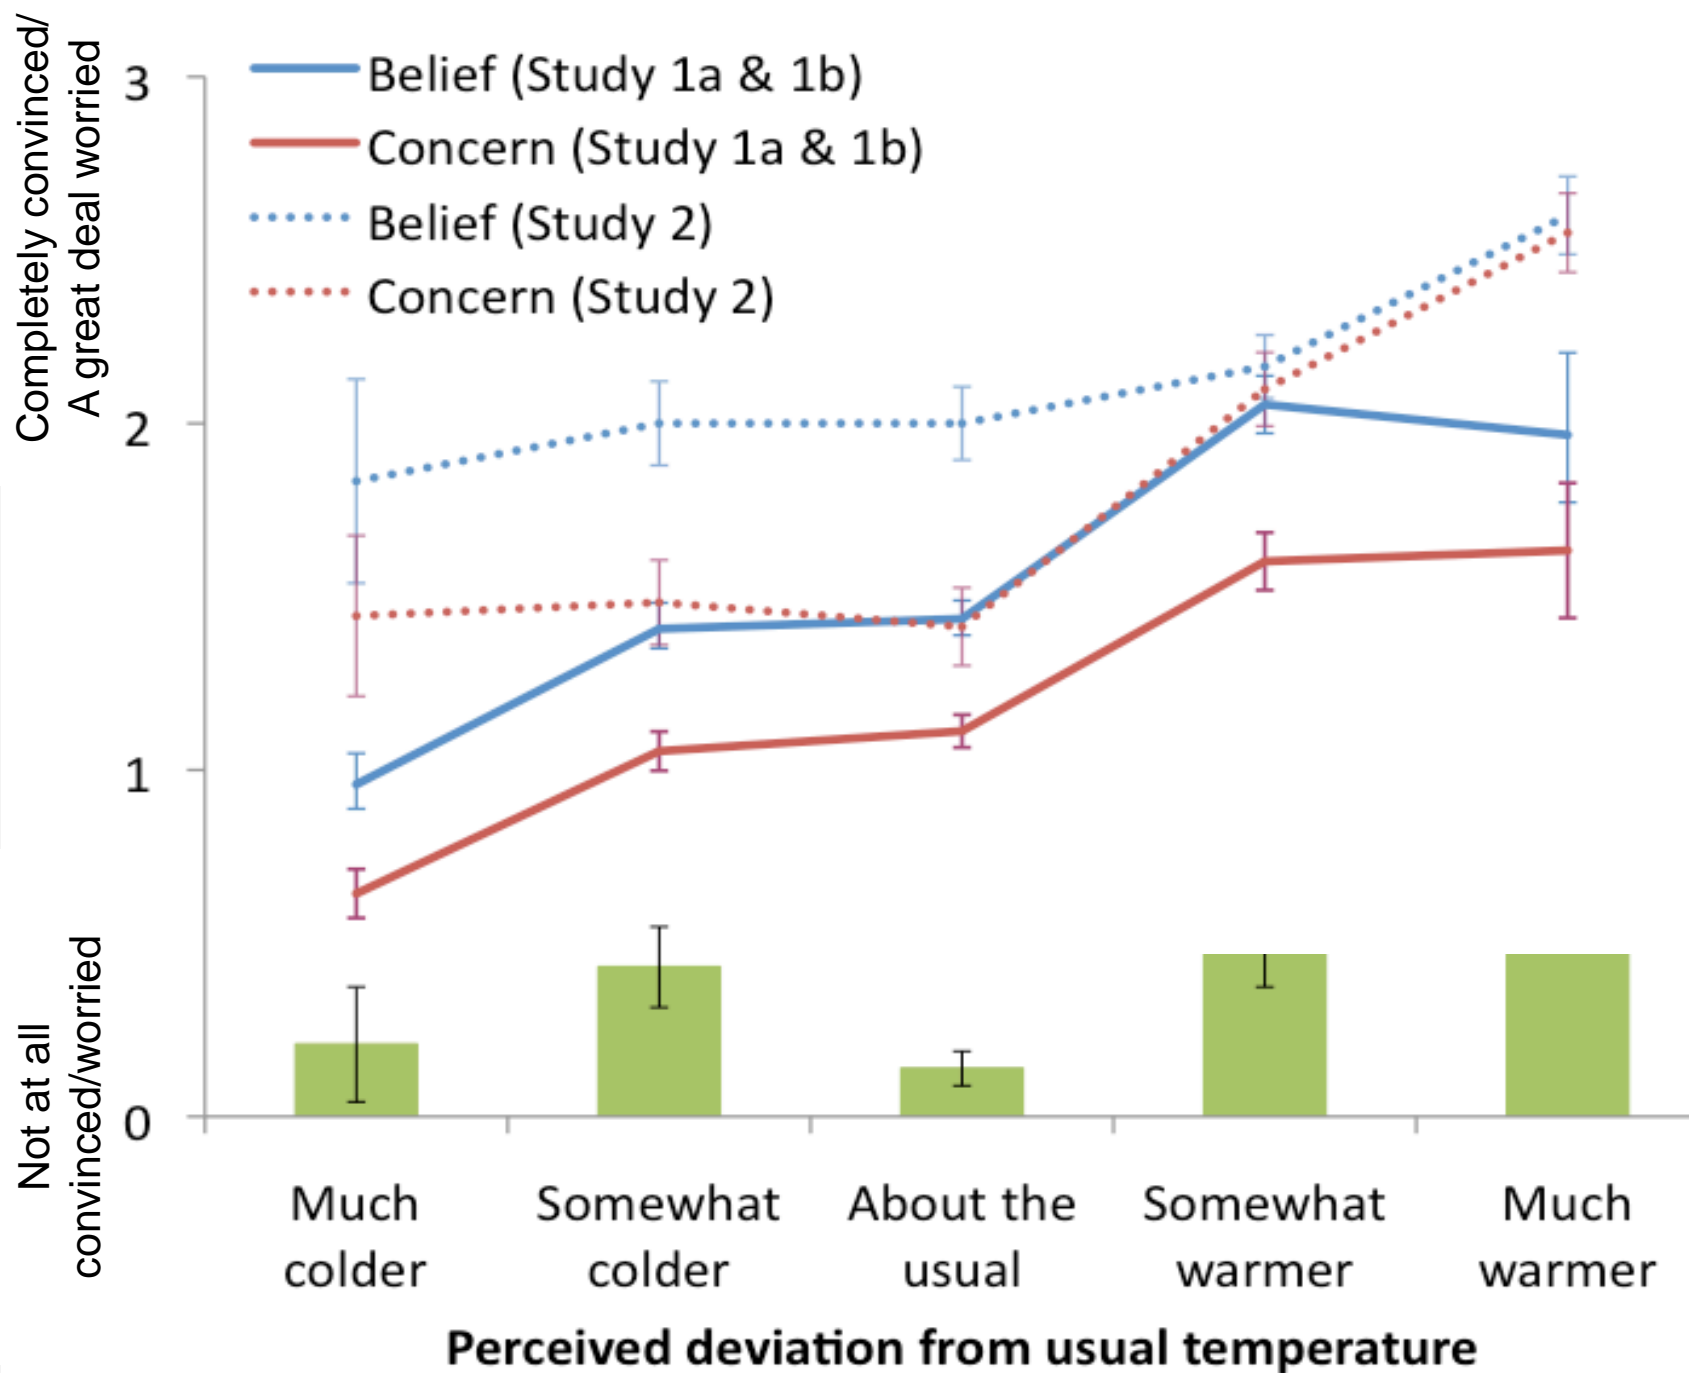 Completely convinced/
A great deal worried
Not at all
convinced/worried
3
2
1
0
Belief (Study 1a & 1b)
Concern (Study 1a & 1b)
Belief (Study 2)
Concern (Study 2)
Much
colder
Somewhat
colder
About the
usual
Somewhat
warmer
Much
warmer
Perceived deviation from usual temperature